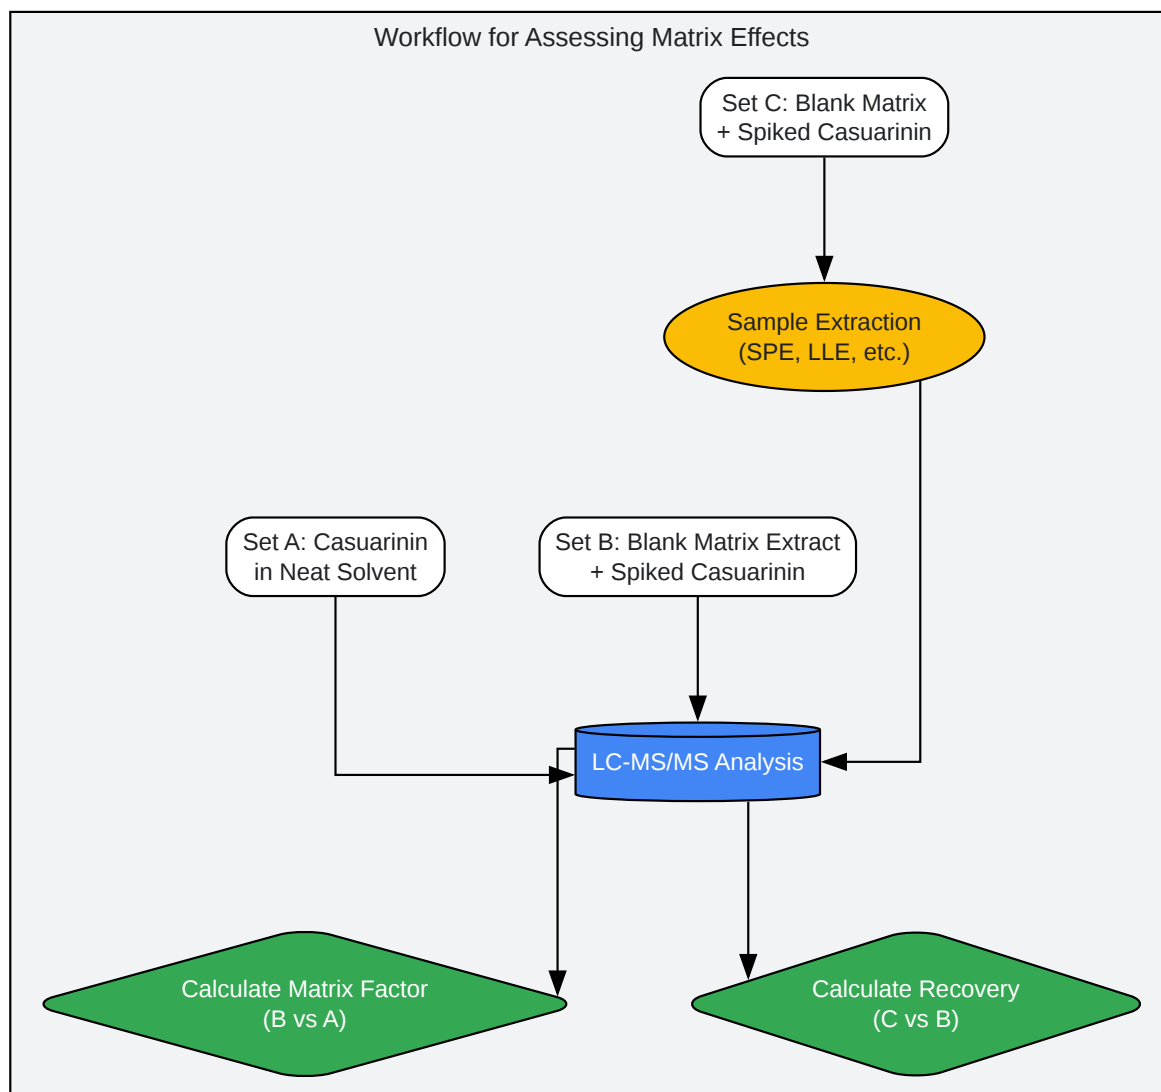 Workflow for Assessing Matrix Effects
Set C: Blank Matrix
+ Spiked Casuarinin
Sample Extraction
(SPE, LLE, etc.)
Set A: Casuarinin
in Neat Solvent
Set B: Blank Matrix Extract
+ Spiked Casuarinin
LC-MS/MS Analysis
Calculate Matrix Factor
(B vs A)
Calculate Recovery
(C vs B)